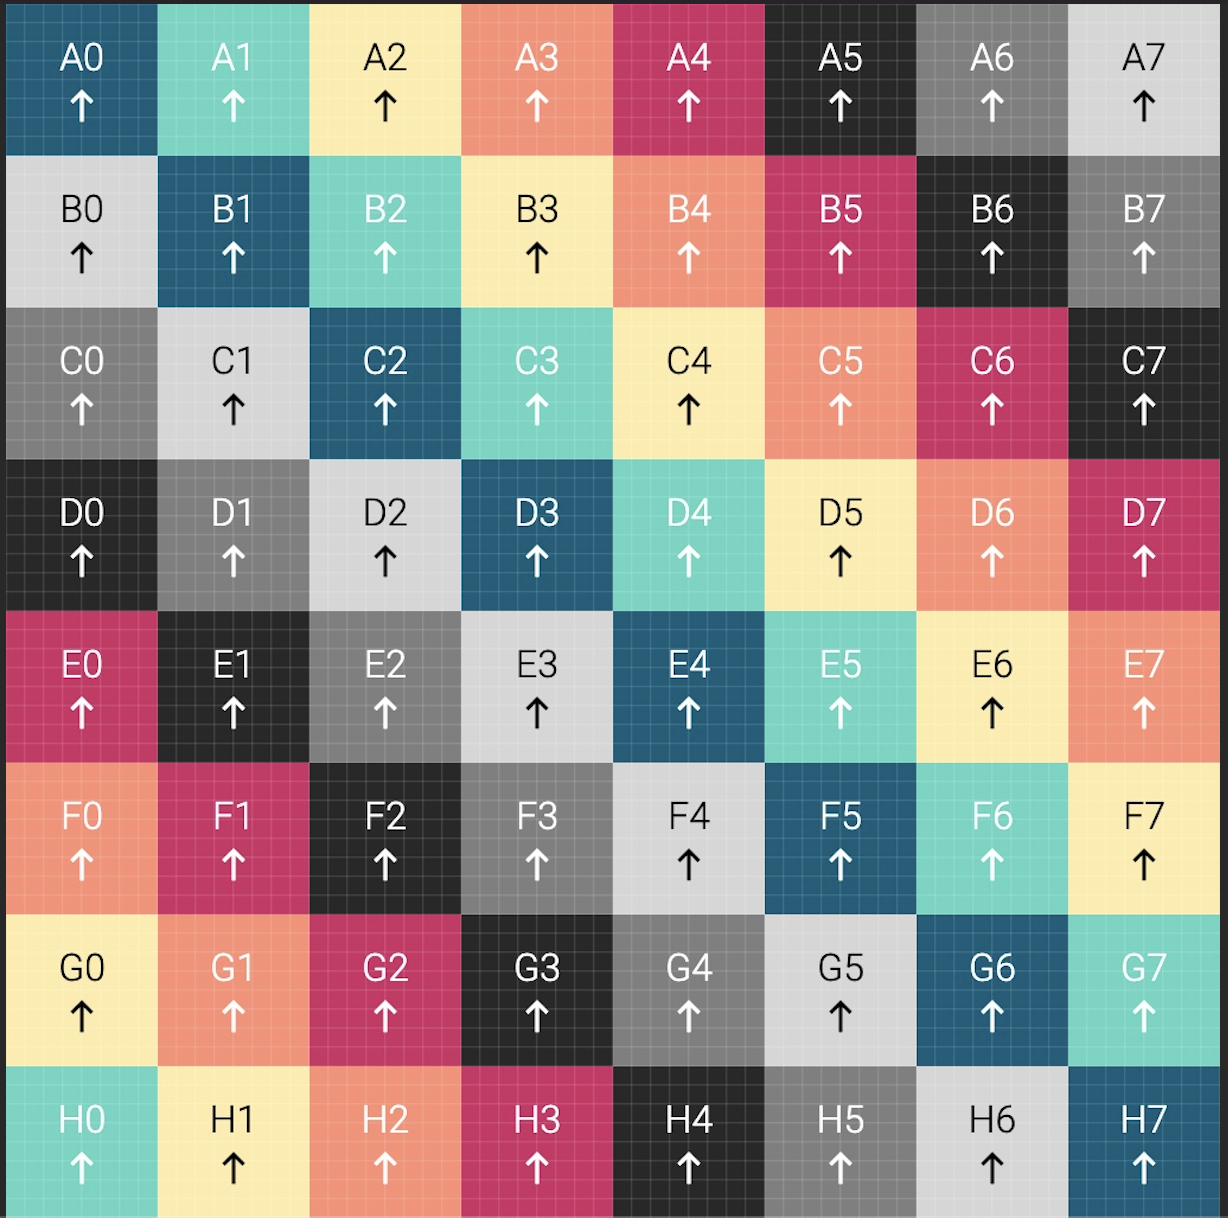 A0 A1 A2 A3 A4 A5 A6 A7
↑ ↑ ↑ ↑ ↑ ↑ ↑ ↑
B0 B1 B2 B3 B4 B5 B6 B7
↑ ↑ ↑ ↑ ↑ ↑ ↑ ↑
C0 C1 C2 C3 C4 C5 C6 C7
↑ ↑ ↑ ↑ ↑ ↑ ↑ ↑
D0 D1 D2 D3 D4 D5 D6 D7
↑ ↑ ↑ ↑ ↑ ↑ ↑ ↑
E0 E1 E2 E3 E4 E5 E6 E7
↑ ↑ ↑ ↑ ↑ ↑ ↑ ↑
F0 F1 F2 F3 F4 F5 F6 F7
↑ ↑ ↑ ↑ ↑ ↑ ↑ ↑
G0 G1 G2 G3 G4 G5 G6 G7
↑ ↑ ↑ ↑ ↑ ↑ ↑ ↑
H0 H1 H2 H3 H4 H5 H6 H7
↑ ↑ ↑ ↑ ↑ ↑ ↑ ↑